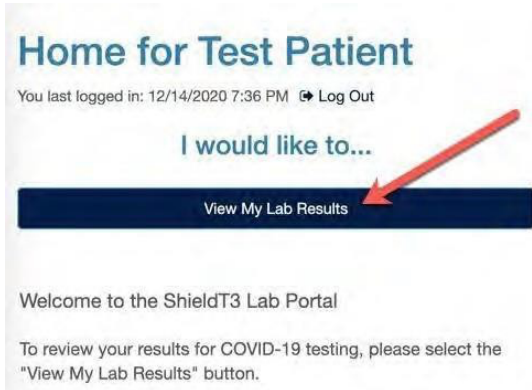 Home for Test Patient
You last logged in: 12/14/2020 7:36 PM Log Out
I would like to...
View My Lab Results
Welcome to the ShieldT3 Lab Portal
To review your results for COVID-19 testing, please select the
"View My Lab Results" button.